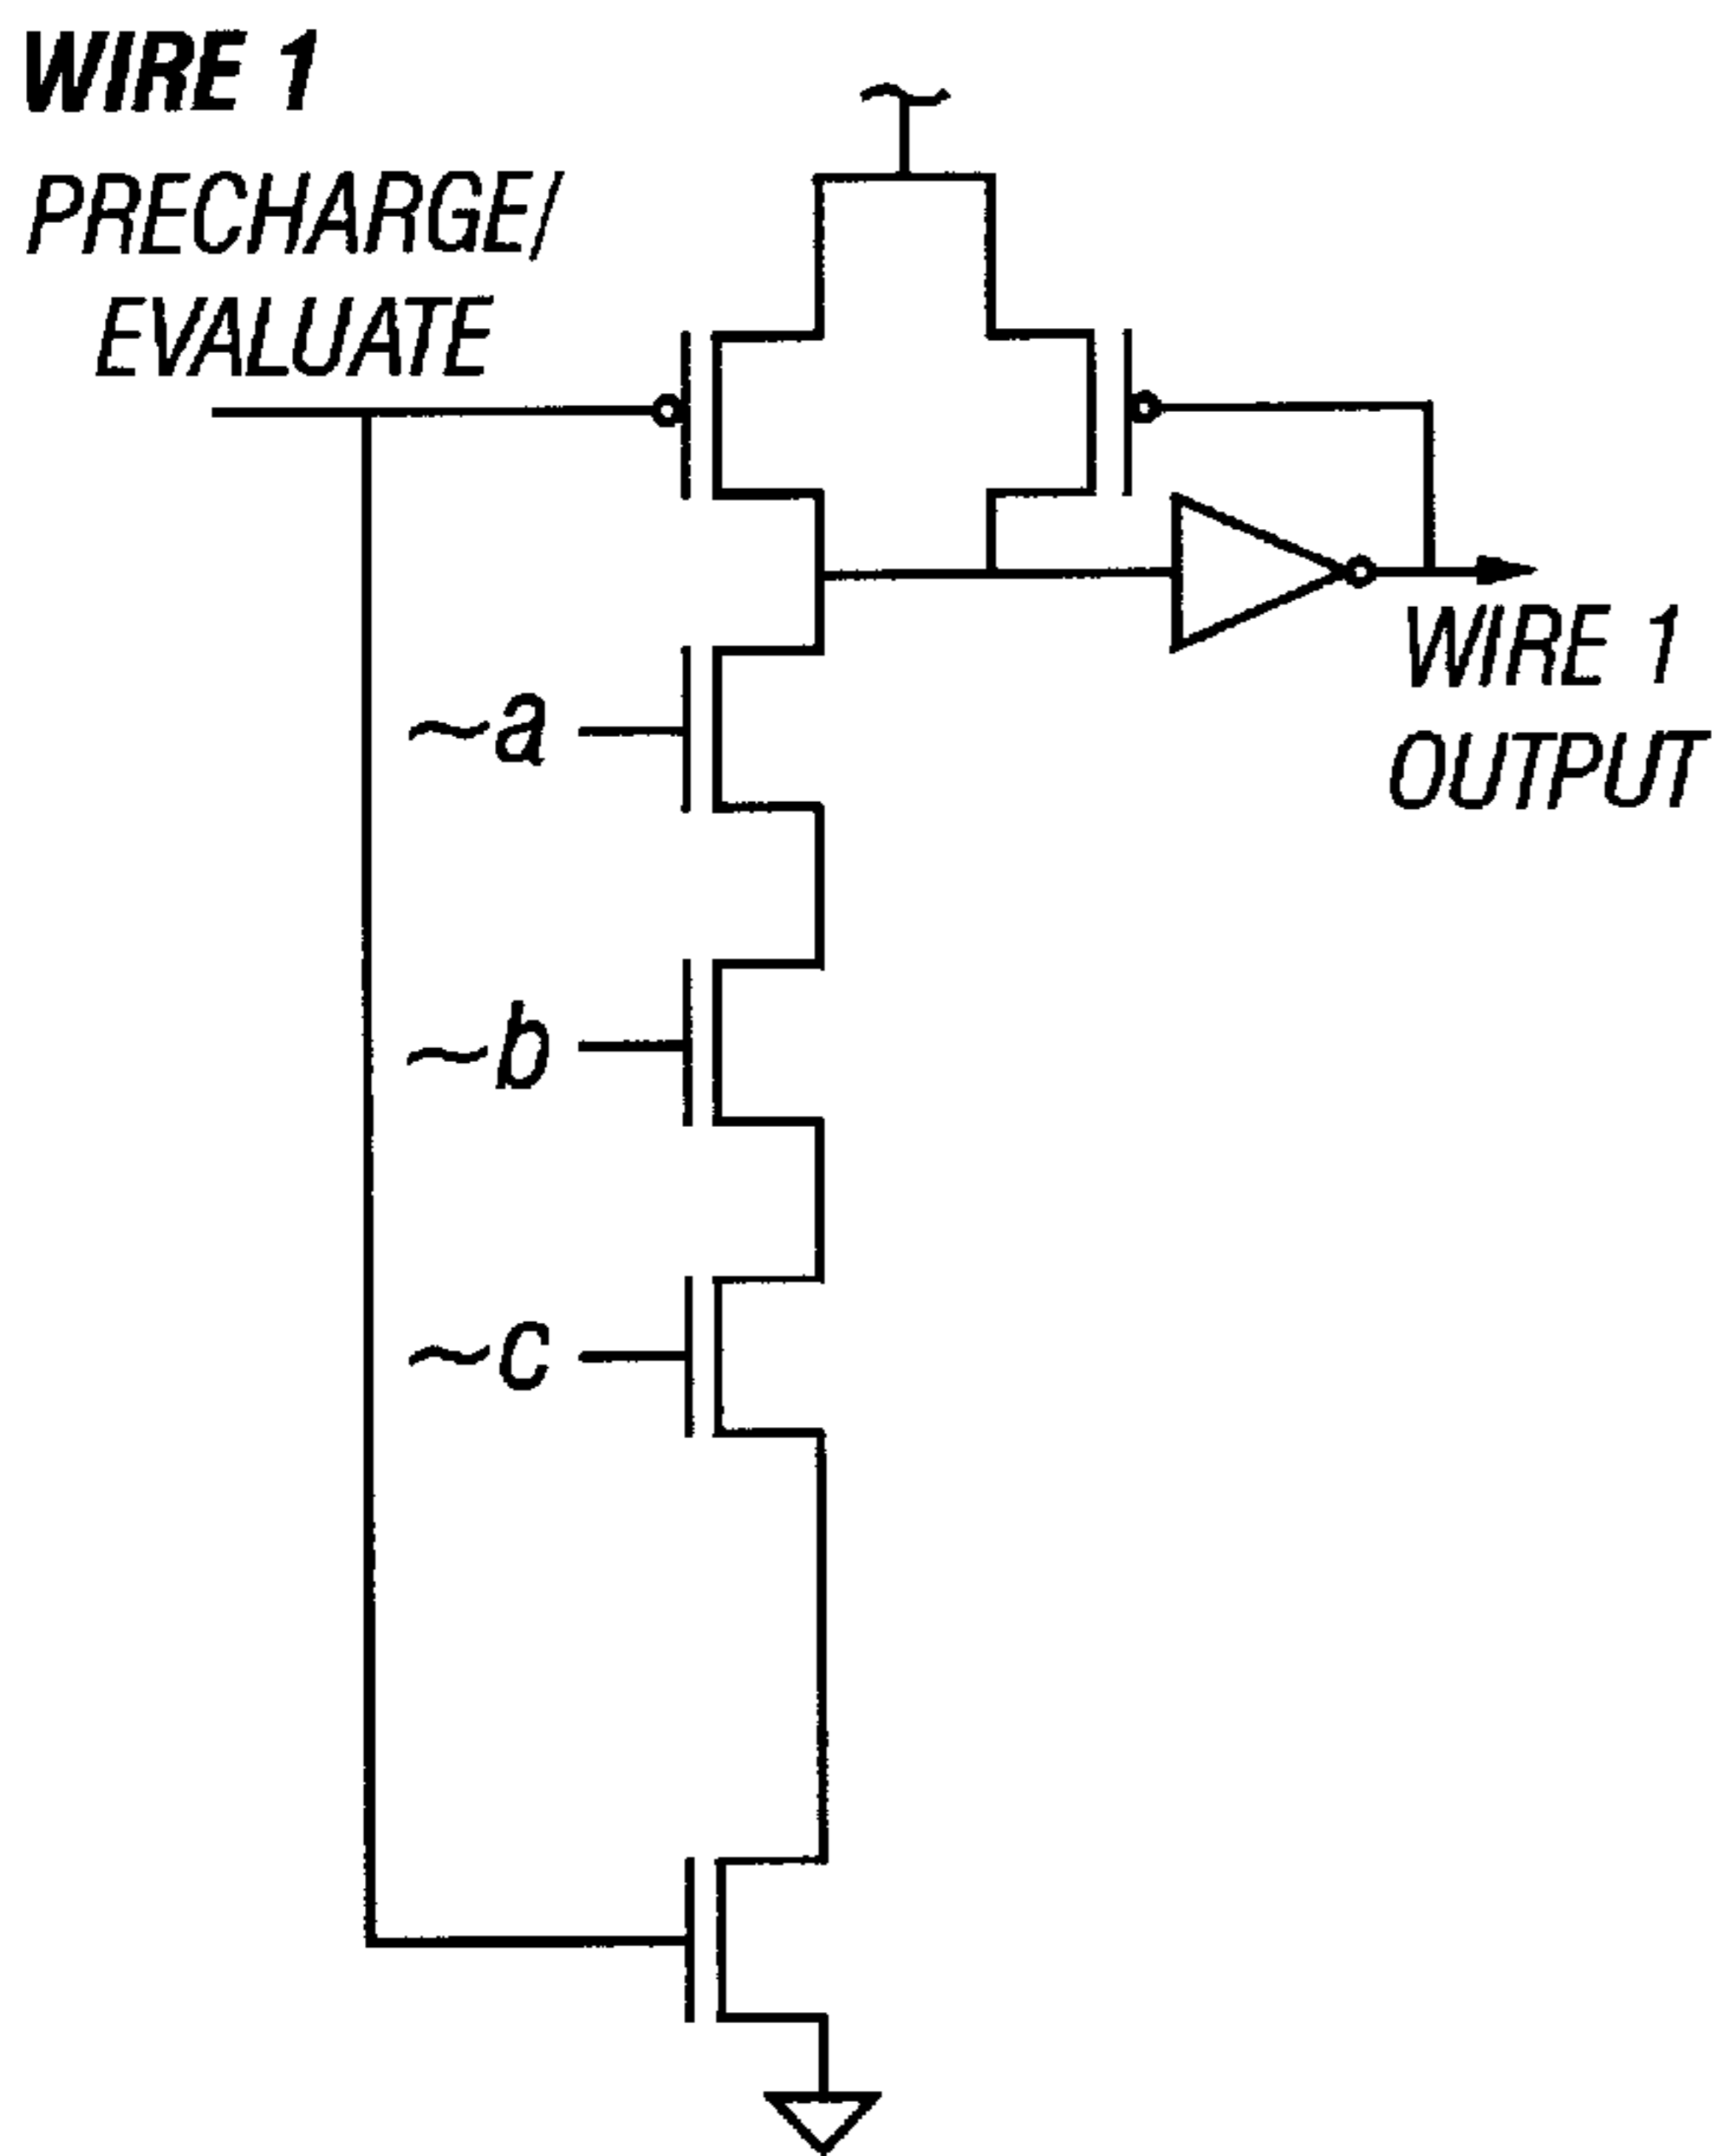 WIRE 1
PRECHARGE/
EVALUATE
WIRE 1
OUTPUT
~a
~b
~c